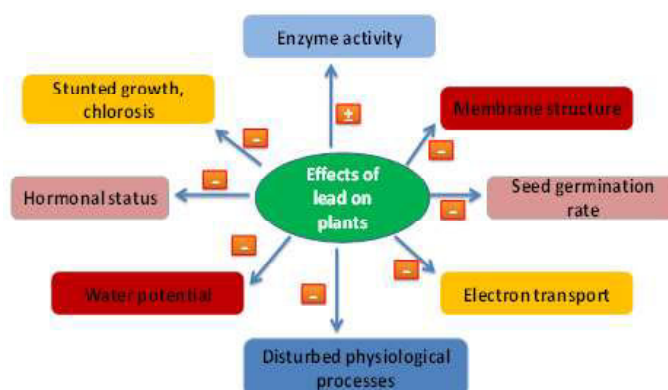 Enzyme activity
Stunted growth,
chlorosis
±
Membrane structure
-
-
Effects of
lead on
plants
Hormonal status
-
Seed germination
rate
-
-
-
Water potential
-
Electron transport
Disturbed physiological
processes